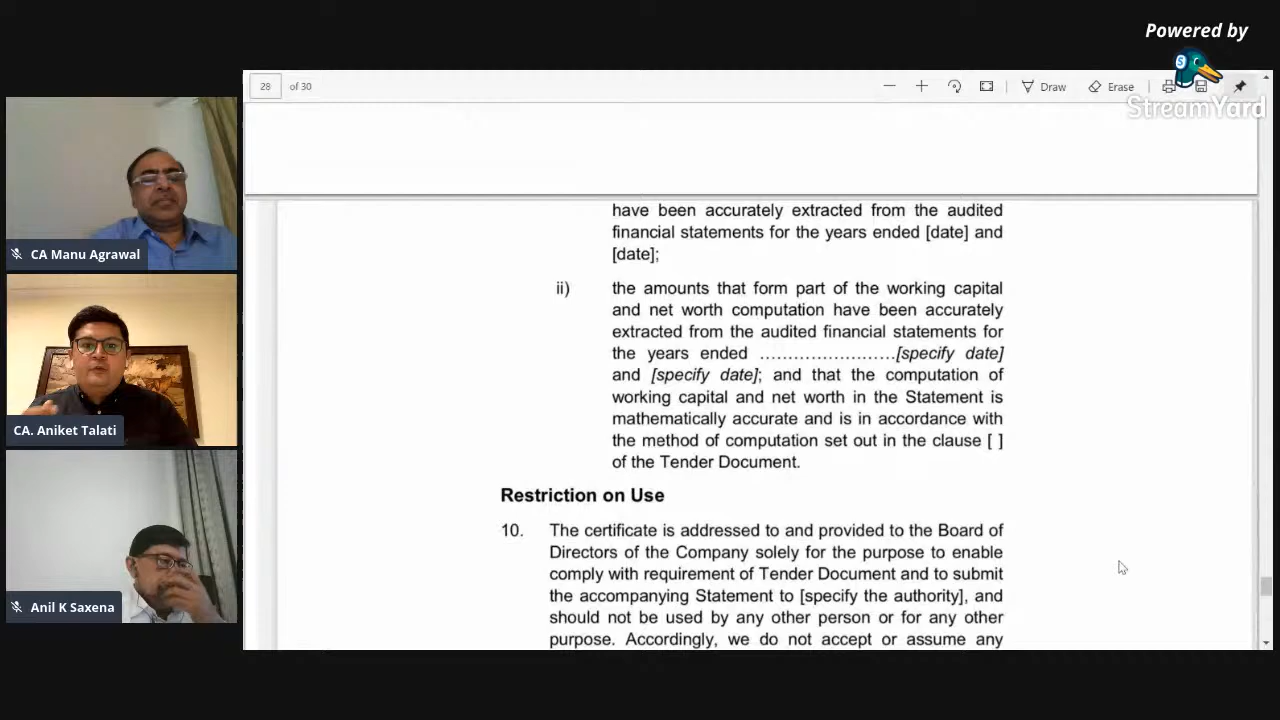 Powered by
StreamYard
28 of 30
Draw
Erase
CA Manu Agrawal
CA. Aniket Talati
Anil K Saxena
have been accurately extracted from the audited
financial statements for the years ended [date] and
[date];
ii) the amounts that form part of the working capital
and net worth computation have been accurately
extracted from the audited financial statements for
the years ended ........................[specify date]
and [specify date]; and that the computation of
working capital and net worth in the Statement is
mathematically accurate and is in accordance with
the method of computation set out in the clause [ ]
of the Tender Document.
Restriction on Use
10. The certificate is addressed to and provided to the Board of
Directors of the Company solely for the purpose to enable
comply with requirement of Tender Document and to submit
the accompanying Statement to [specify the authority], and
should not be used by any other person or for any other
purpose. Accordingly, we do not accept or assume any